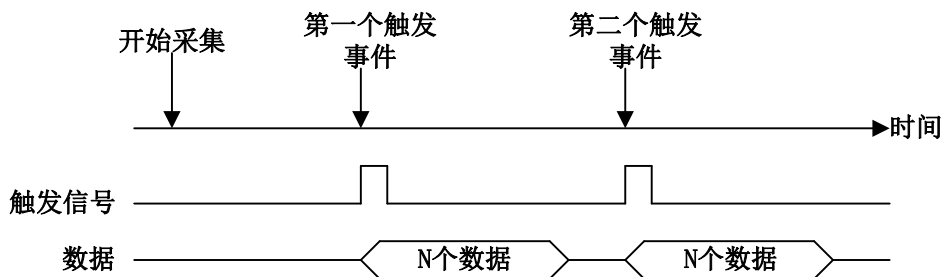 开始采集
第一个触发
事件
第二个触发
事件
时间
触发信号
数据
N个数据
N个数据